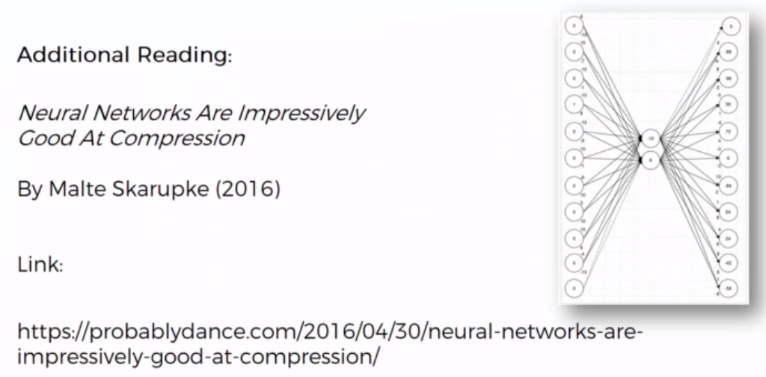 Additional Reading:
Neural Networks Are Impressively
Good At Compression
By Malte Skarupke (2016)
Link:
https://probablydance.com/2016/04/30/neural-networks-are-
impressively-good-at-compression/